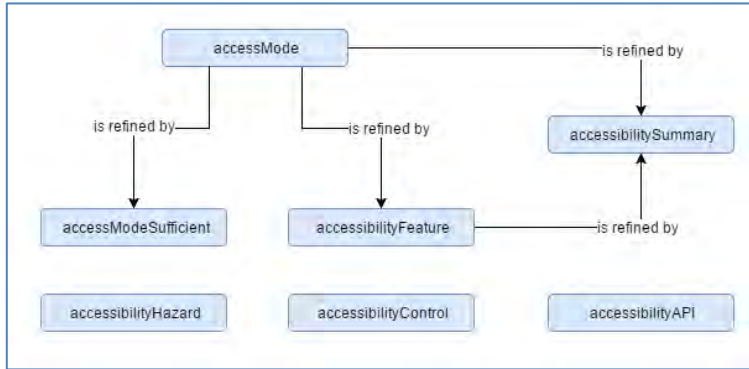 accessMode
is refined by
is refined by
is refined by
accessibilitySummary
accessModeSufficient
accessibilityFeature
is refined by
accessibilityHazard
accessibilityControl
accessibilityAPI